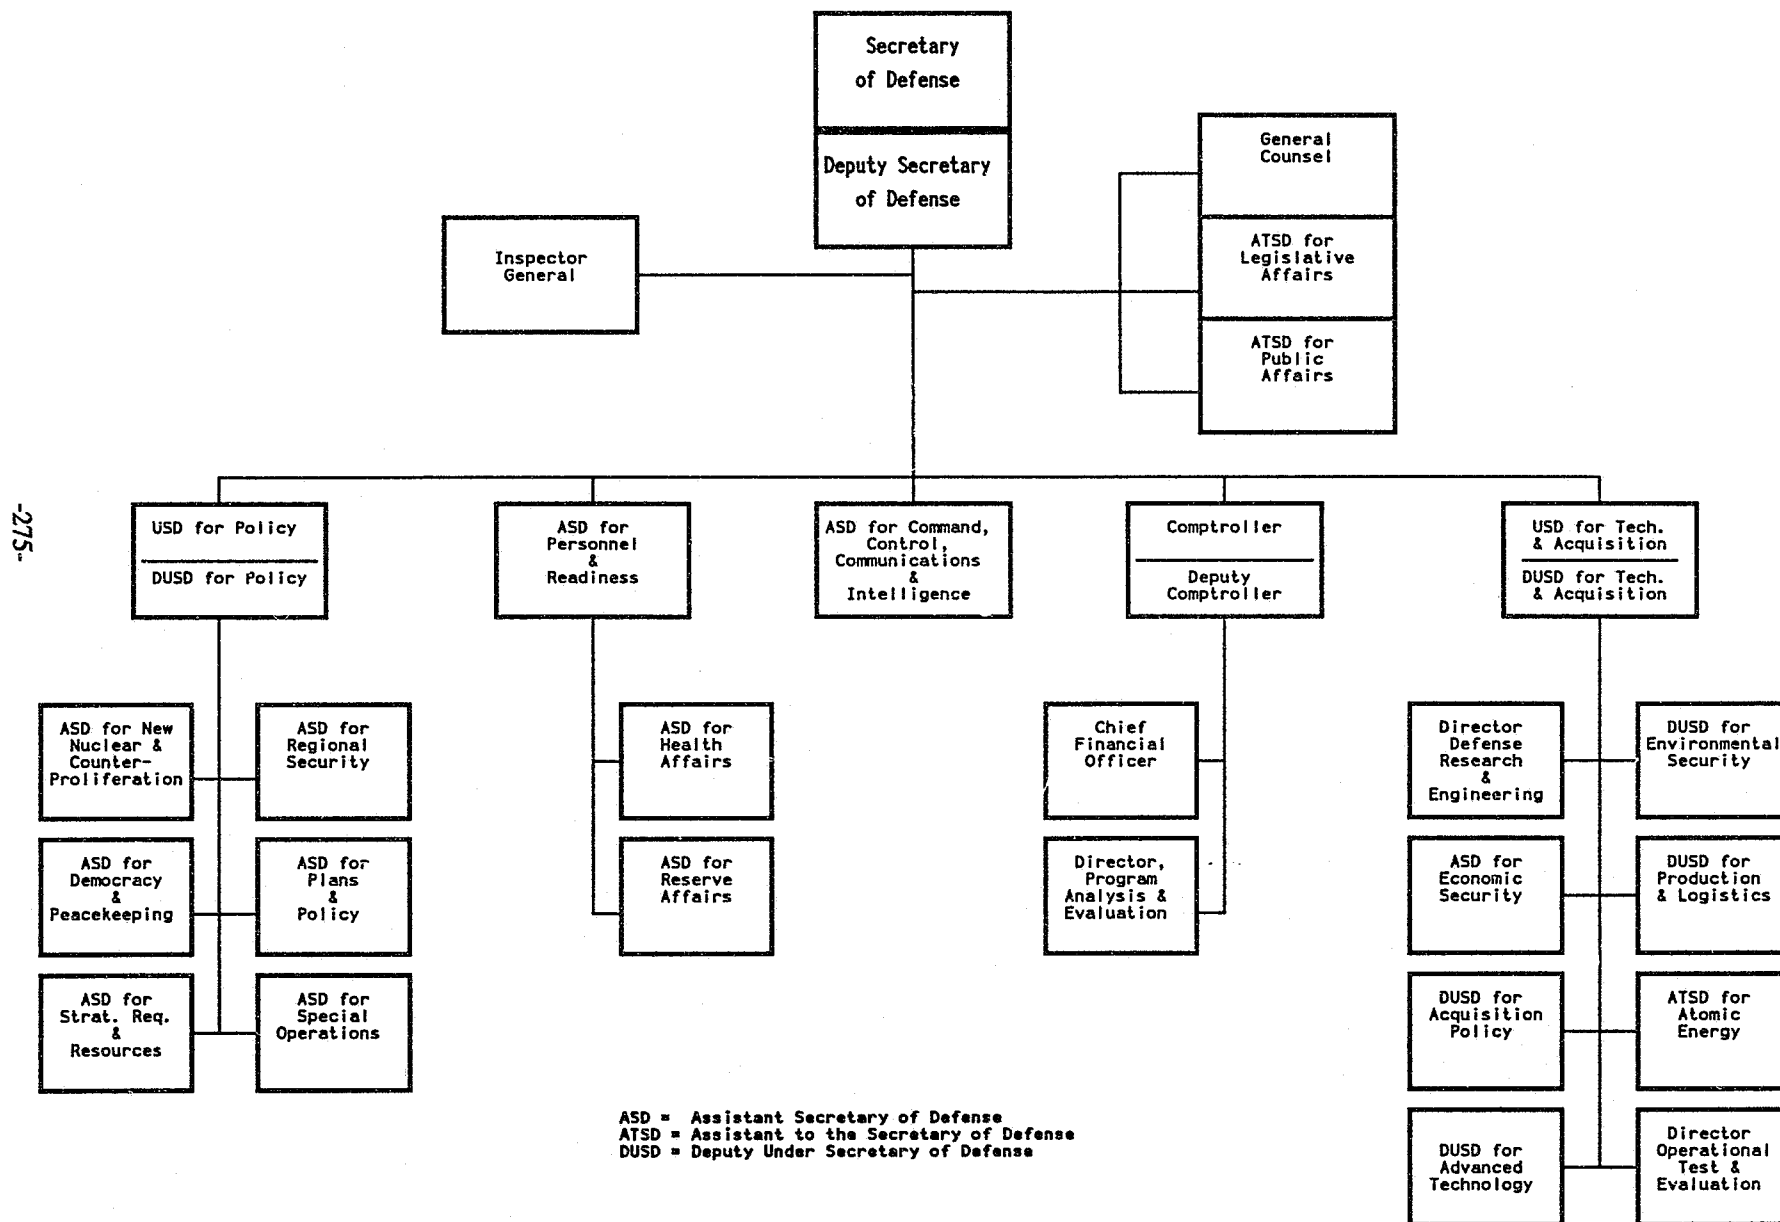 Secretary
of Defense
Deputy Secretary
of Defense
General
Counsel
ATSD for
Legislative
Affairs
ATSD for
Public
Affairs
Inspector
General
-275-
USD for Policy
DUSD for Policy
ASD for
Personnel
&
Readiness
ASD for Command,
Control,
Communications
&
Intelligence
Comptroller
Deputy
Comptroller
USD for Tech.
& Acquisition
DUSD for Tech.
& Acquisition
ASD for New
Nuclear &
Counter-
Proliferation
ASD for
Regional
Security
ASD for
Democracy
&
Peacekeeping
ASD for
Plans
&
Policy
ASD for
Strat. Req.
&
Resources
ASD for
Special
Operations
ASD for
Health
Affairs
ASD for
Reserve
Affairs
Chief
Financial
Officer
Director,
Program
Analysis &
Evaluation
Director
Defense
Research
&
Engineering
DUSD for
Environmental
Security
ASD for
Economic
Security
DUSD for
Production
& Logistics
DUSD for
Acquisition
Policy
ATSD for
Atomic
Energy
DUSD for
Advanced
Technology
Director
Operational
Test &
Evaluation
ASD = Assistant Secretary of Defense
ATSD = Assistant to the Secretary of Defense
DUSD = Deputy Under Secretary of Defense